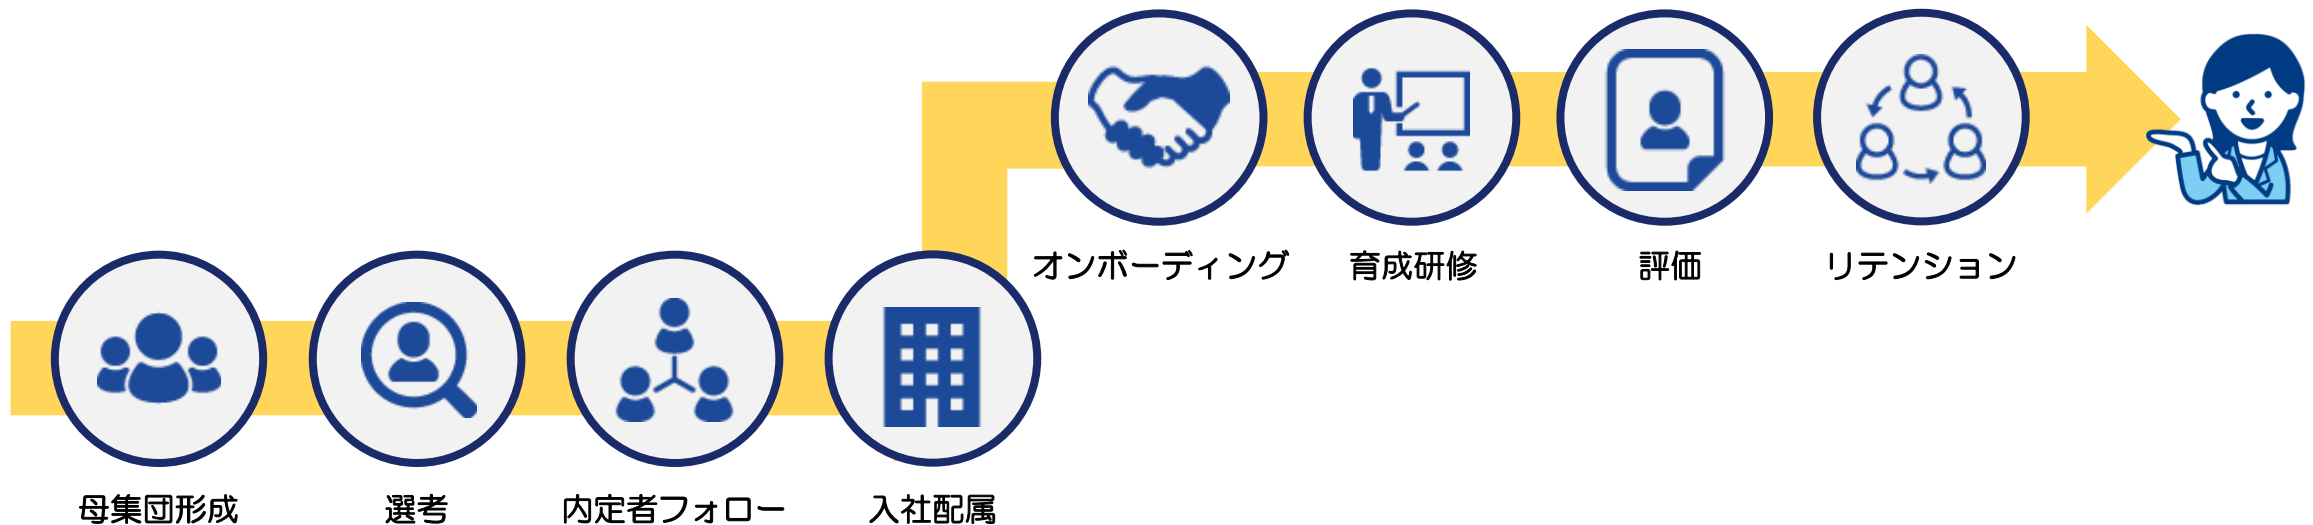 母集団形成
選考
内定者フォロー
入社配属
オンボーディング
育成研修
評価
リテンション